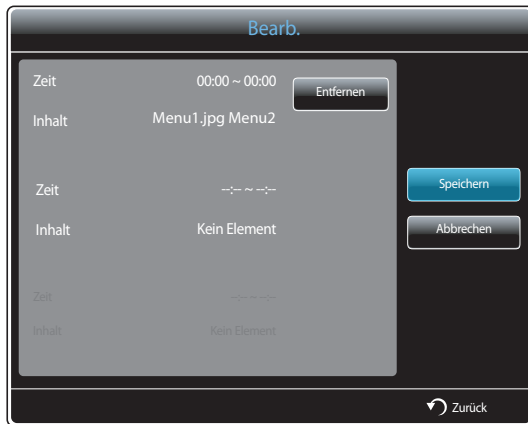 Bearb.
Zeit 00:00 ~ 00:00
Entfernen
Inhalt Menu1.jpg Menu2
Zeit --:-- ~ --:--
Speichern
Inhalt Kein Element
Abbrechen
Zeit --:-- ~ --:--
Inhalt Kein Element
Zurück